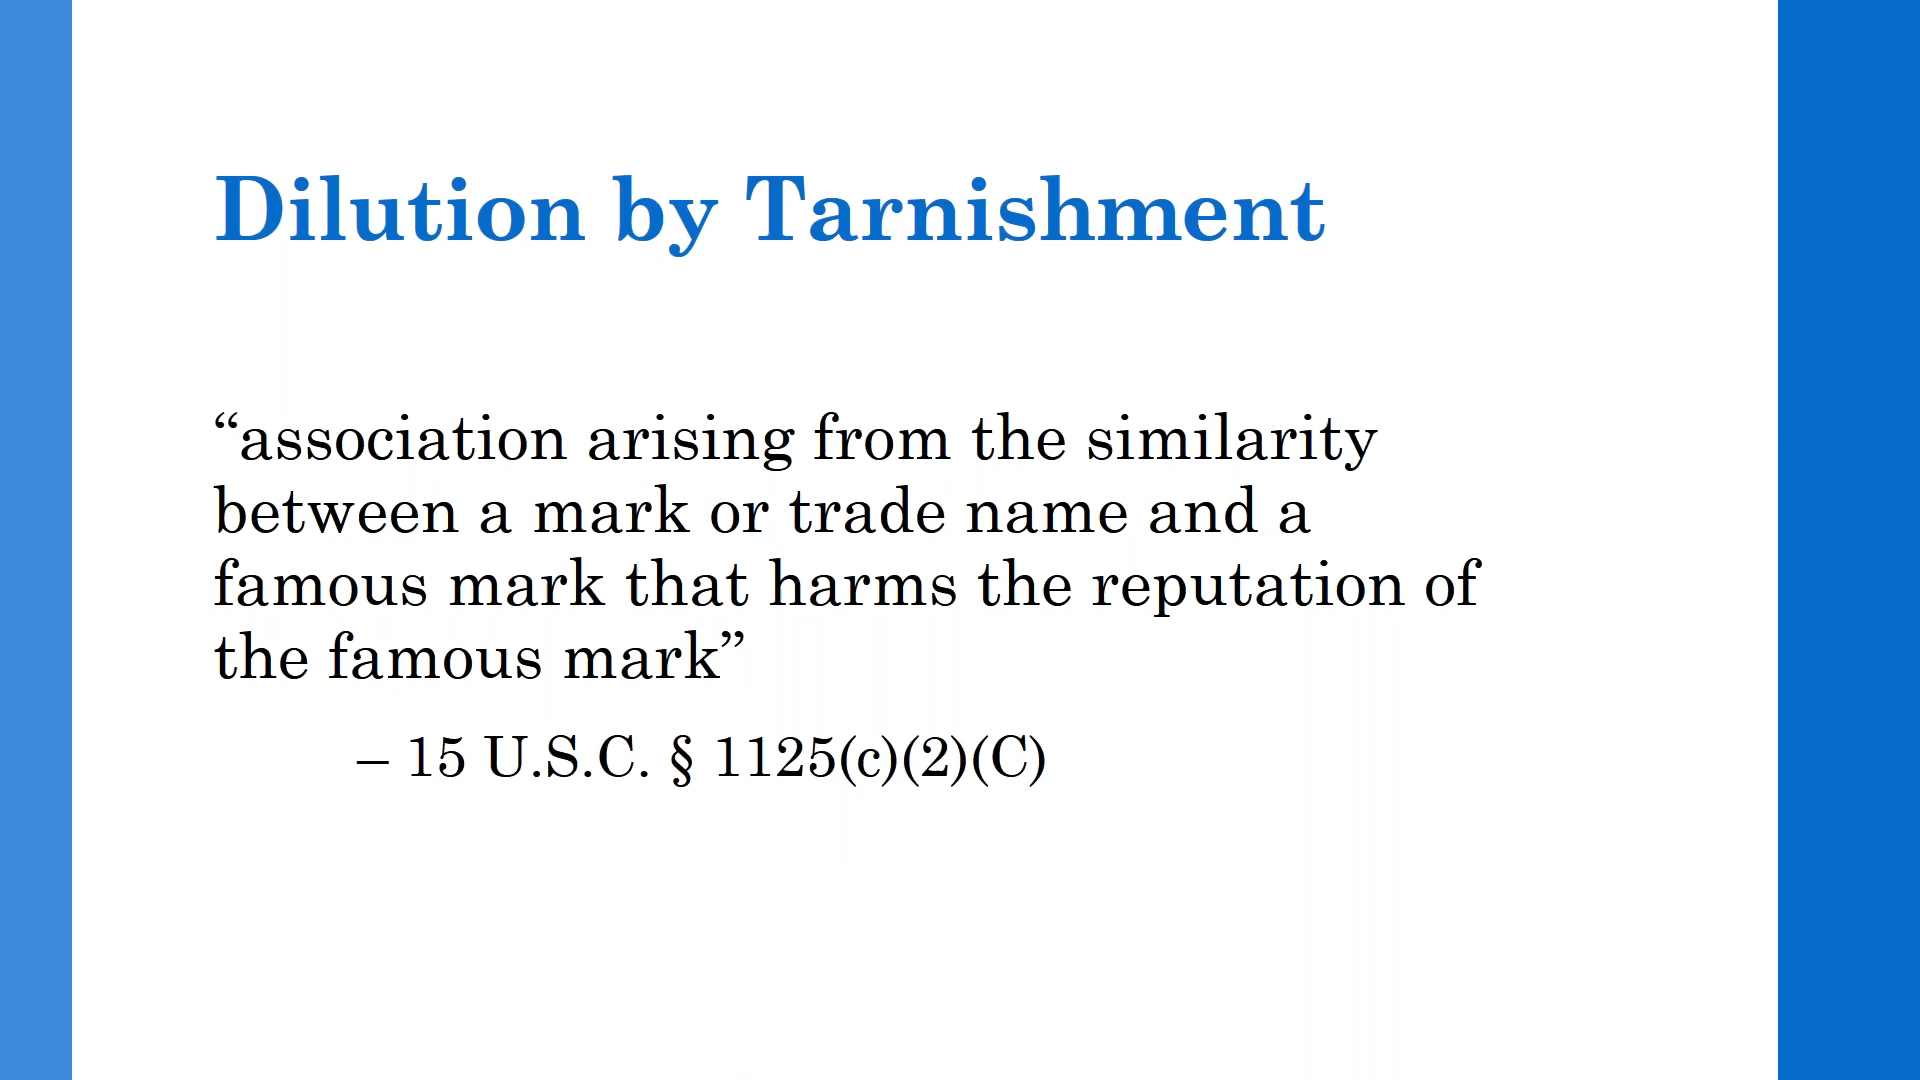 Dilution by Tarnishment
“association arising from the similarity
between a mark or trade name and a
famous mark that harms the reputation of
the famous mark”
– 15 U.S.C. § 1125(c)(2)(C)